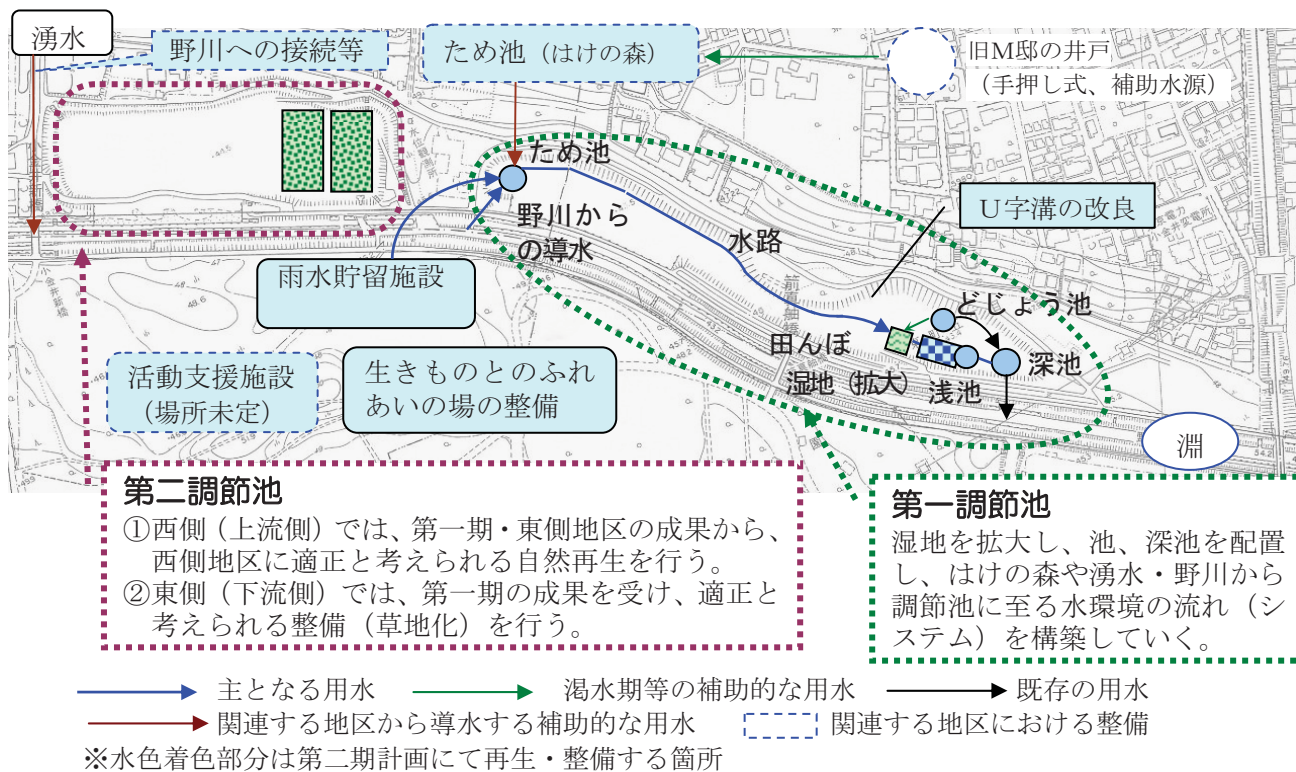 湧水
野川への接続等
ため池（はけの森）
旧M邸の井戸
（手押し式、補助水源）
ため池
野川から
の導水
水路
U字溝の改良
雨水貯留施設
どじょう池
田んぼ
湿地（拡大）
浅池
深池
活動支援施設
（場所未定）
生きものとのふれ
あいの場の整備
淵
第二調節池
①西側（上流側）では、第一期・東側地区の成果から、
西側地区に適正と考えられる自然再生を行う。
②東側（下流側）では、第一期の成果を受け、適正と
考えられる整備（草地化）を行う。
第一調節池
湿地を拡大し、池、深池を配置
し、はけの森や湧水・野川から
調節池に至る水環境の流れ（シ
ステム）を構築していく。
主となる用水
渇水期等の補助的な用水
既存の用水
関連する地区から導水する補助的な用水
関連する地区における整備
※水色着色部分は第二期計画にて再生・整備する箇所